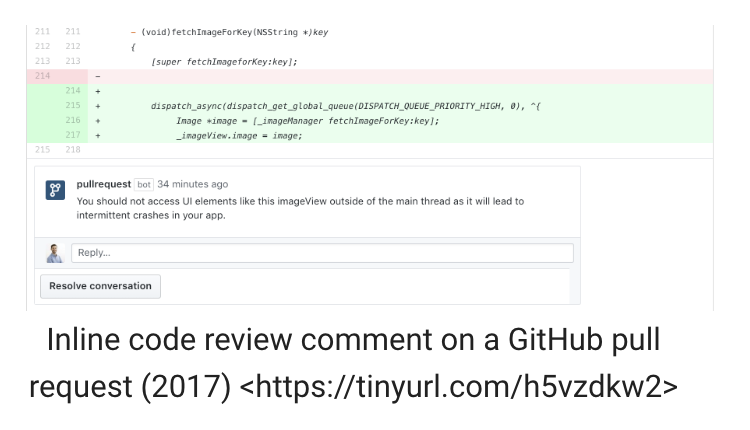 211 211 - (void)fetchImageForKey(NSString *)key
212 212 {
213 213 [super fetchImageforKey:key];
214 -
214 +
215 + dispatch_async(dispatch_get_global_queue(DISPATCH_QUEUE_PRIORITY_HIGH, 0), ^{
216 + Image *image = [_imageManager fetchImageForKey:key];
217 + _imageView.image = image;
215 218
pullrequest bot 34 minutes ago
You should not access UI elements like this imageView outside of the main thread as it will lead to
intermittent crashes in your app.
Reply...
Resolve conversation
Inline code review comment on a GitHub pull
request (2017) <https://tinyurl.com/h5vzdkw2>